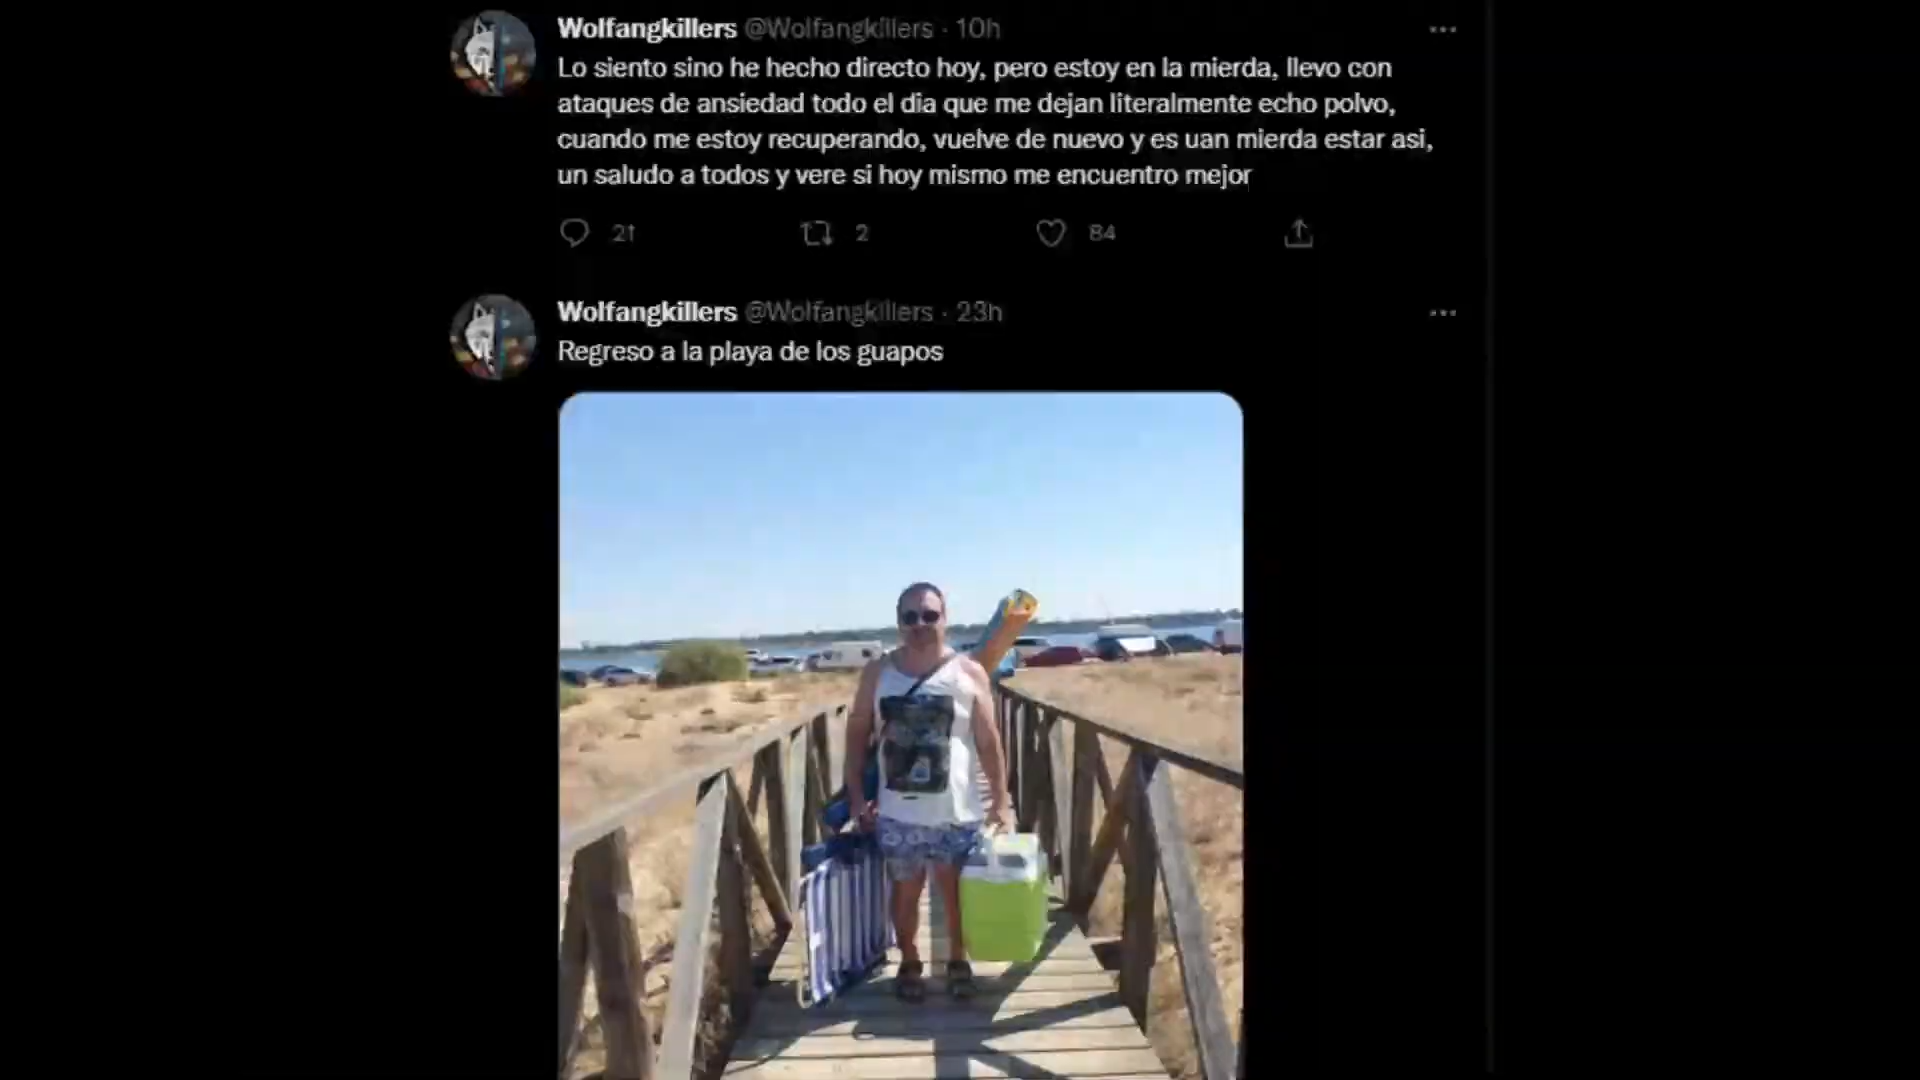 Wolfangkillers @Wolfangkillers · 10h
Lo siento sino he hecho directo hoy, pero estoy en la mierda, llevo con
ataques de ansiedad todo el dia que me dejan literalmente echo polvo,
cuando me estoy recuperando, vuelve de nuevo y es uan mierda estar asi,
un saludo a todos y vere si hoy mismo me encuentro mejor
21 2 84
Wolfangkillers @Wolfangkillers · 23h
Regreso a la playa de los guapos